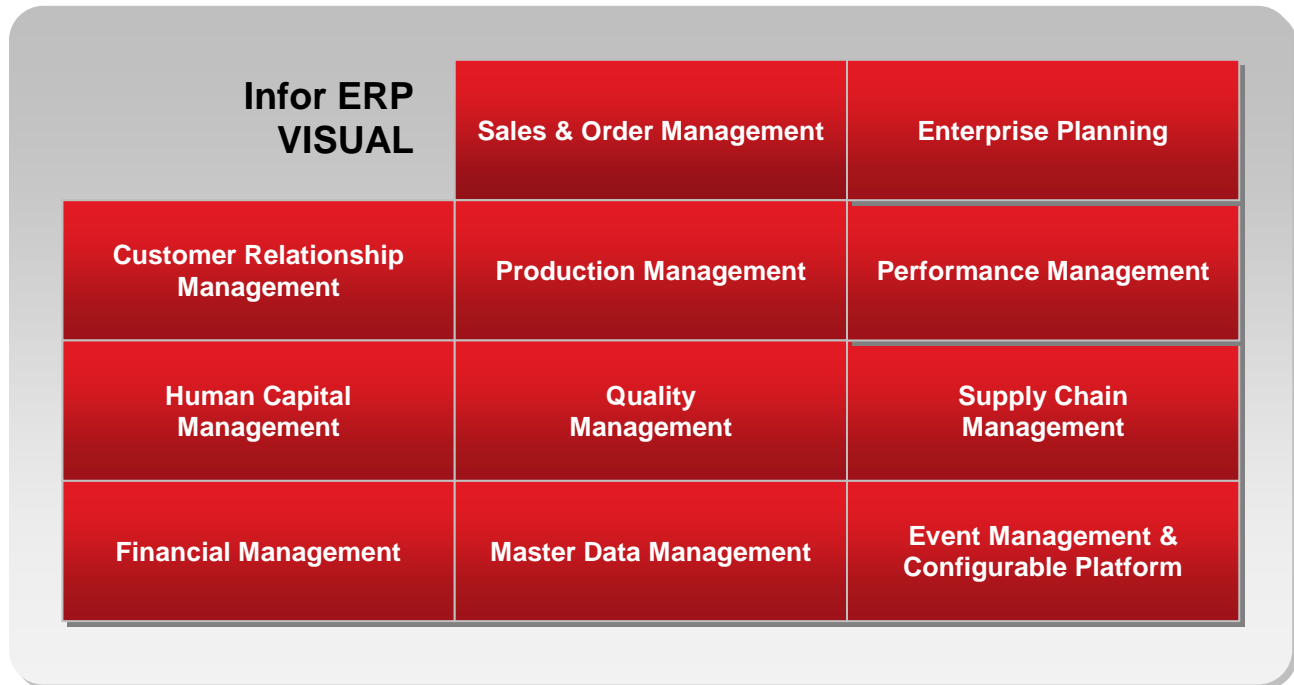 Infor ERP
VISUAL
Sales & Order Management
Enterprise Planning
Customer Relationship
Management
Production Management
Performance Management
Human Capital
Management
Quality
Management
Supply Chain
Management
Financial Management
Master Data Management
Event Management &
Configurable Platform